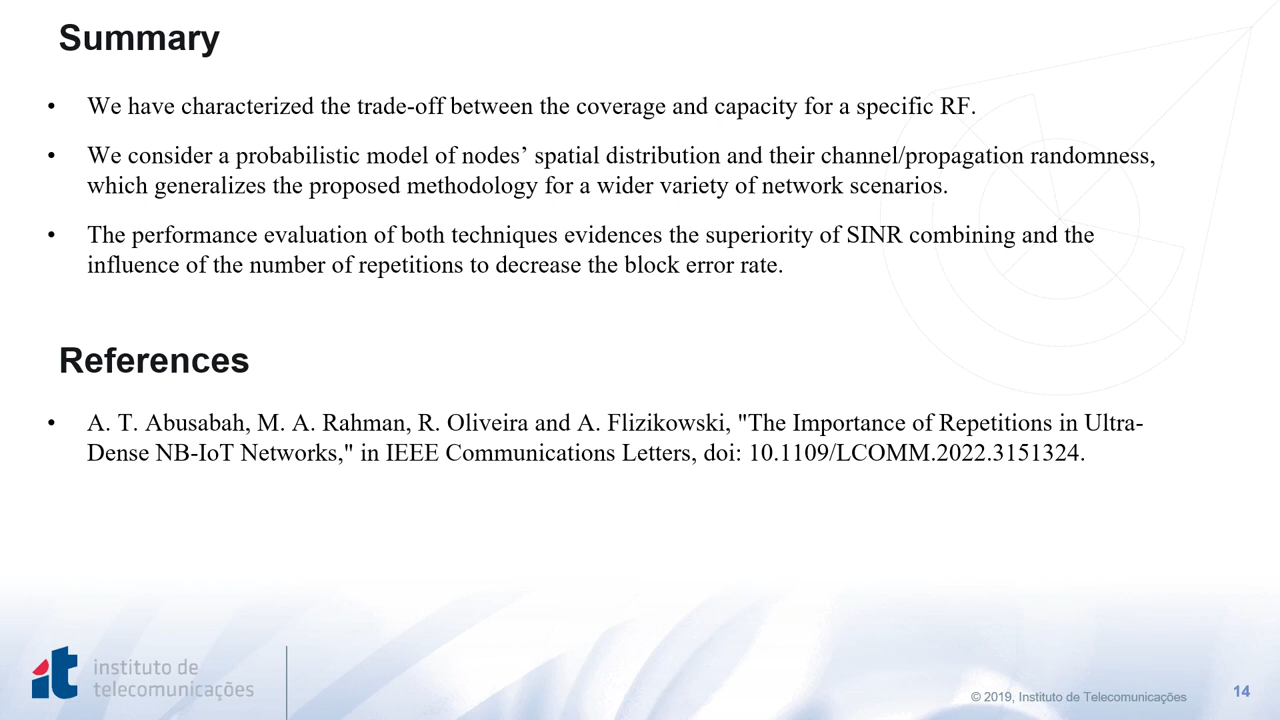 Summary
• We have characterized the trade-off between the coverage and capacity for a specific RF.
• We consider a probabilistic model of nodes’ spatial distribution and their channel/propagation randomness,
which generalizes the proposed methodology for a wider variety of network scenarios.
• The performance evaluation of both techniques evidences the superiority of SINR combining and the
influence of the number of repetitions to decrease the block error rate.
References
• A. T. Abusabah, M. A. Rahman, R. Oliveira and A. Flizikowski, "The Importance of Repetitions in Ultra-
Dense NB-IoT Networks," in IEEE Communications Letters, doi: 10.1109/LCOMM.2022.3151324.
it
instituto de
telecomunicações
© 2019, Instituto de Telecomunicações
14